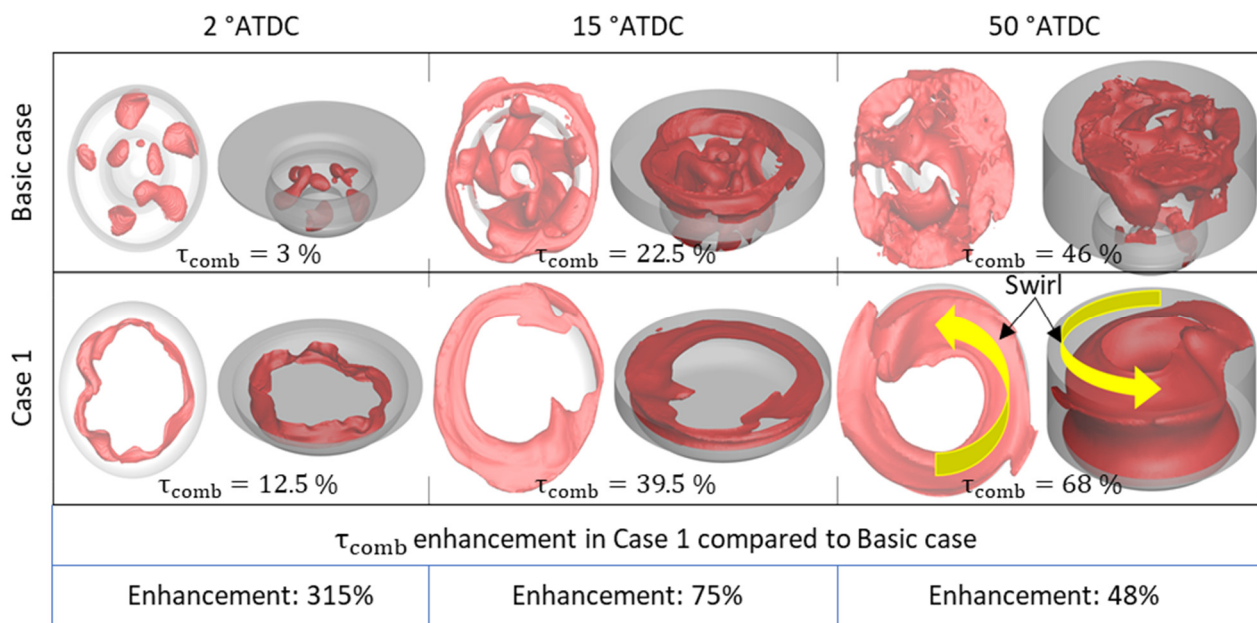 2 °ATDC
15 °ATDC
50 °ATDC
Basic case
τcomb = 3 %
τcomb = 22.5 %
τcomb = 46 %
Case 1
Swirl
τcomb = 12.5 %
τcomb = 39.5 %
τcomb = 68 %
τcomb enhancement in Case 1 compared to Basic case
Enhancement: 315%
Enhancement: 75%
Enhancement: 48%